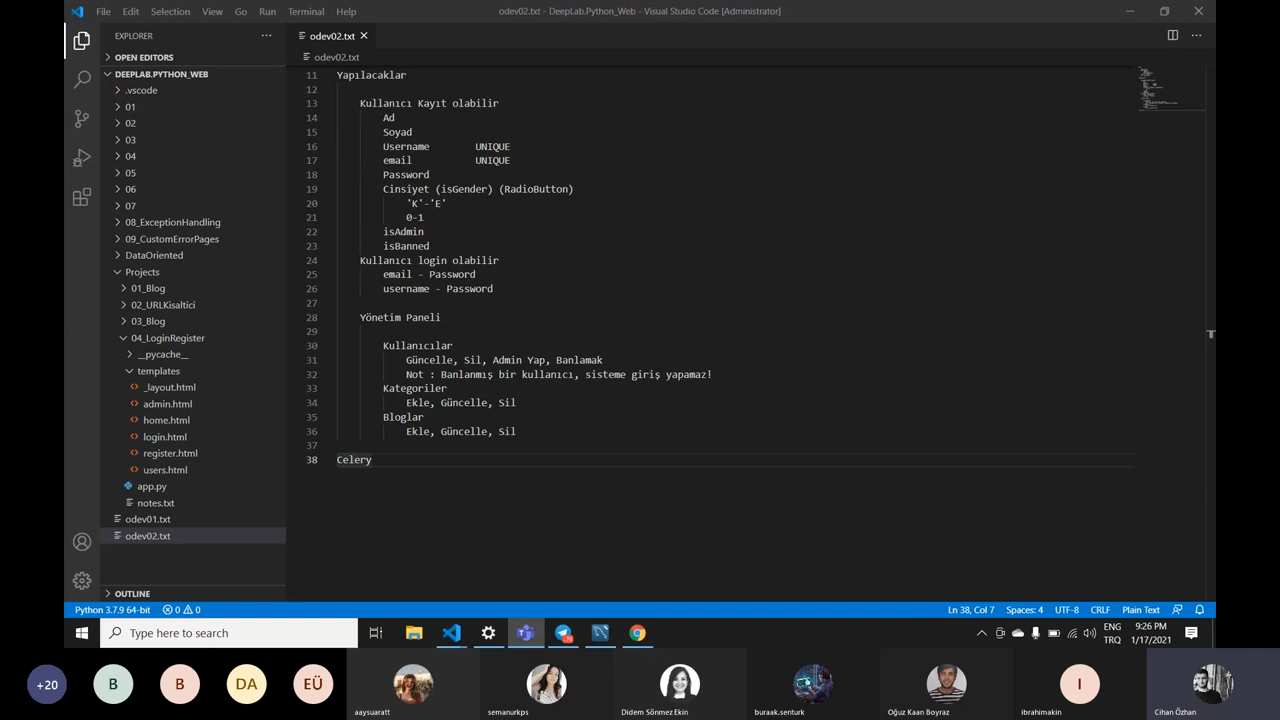 File Edit Selection View Go Run Terminal Help odev02.txt - DeepLab.Python_Web - Visual Studio Code [Administrator]
EXPLORER
odev02.txt
OPEN EDITORS
odev02.txt
DEEPLAB.PYTHON_WEB
.vscode
01
02
03
04
05
06
07
08_ExceptionHandling
09_CustomErrorPages
DataOriented
Projects
01_Blog
02_URLKisaltici
03_Blog
04_LoginRegister
__pycache__
templates
_layout.html
admin.html
home.html
login.html
register.html
users.html
app.py
notes.txt
odev01.txt
odev02.txt
OUTLINE
11 Yapılacaklar
12
13 Kullanıcı Kayıt olabilir
14 Ad
15 Soyad
16 Username UNIQUE
17 email UNIQUE
18 Password
19 Cinsiyet (isGender) (RadioButton)
20 'K'-'E'
21 0-1
22 isAdmin
23 isBanned
24 Kullanıcı login olabilir
25 email - Password
26 username - Password
27
28 Yönetim Paneli
29
30 Kullanıcılar
31 Güncelle, Sil, Admin Yap, Banlamak
32 Not : Banlanmış bir kullanıcı, sisteme giriş yapamaz!
33 Kategoriler
34 Ekle, Güncelle, Sil
35 Bloglar
36 Ekle, Güncelle, Sil
37
38 Celery
Python 3.7.9 64-bit 0 0 Ln 38, Col 7 Spaces: 4 UTF-8 CRLF Plain Text
Type here to search
ENG
TRQ
9:26 PM
1/17/2021
+20 B B DA EÜ I
aaysuaratt semanurkps Didem Sönmez Ekin buraak.senturk Oğuz Kaan Boyraz ibrahimakin Cihan Özhan